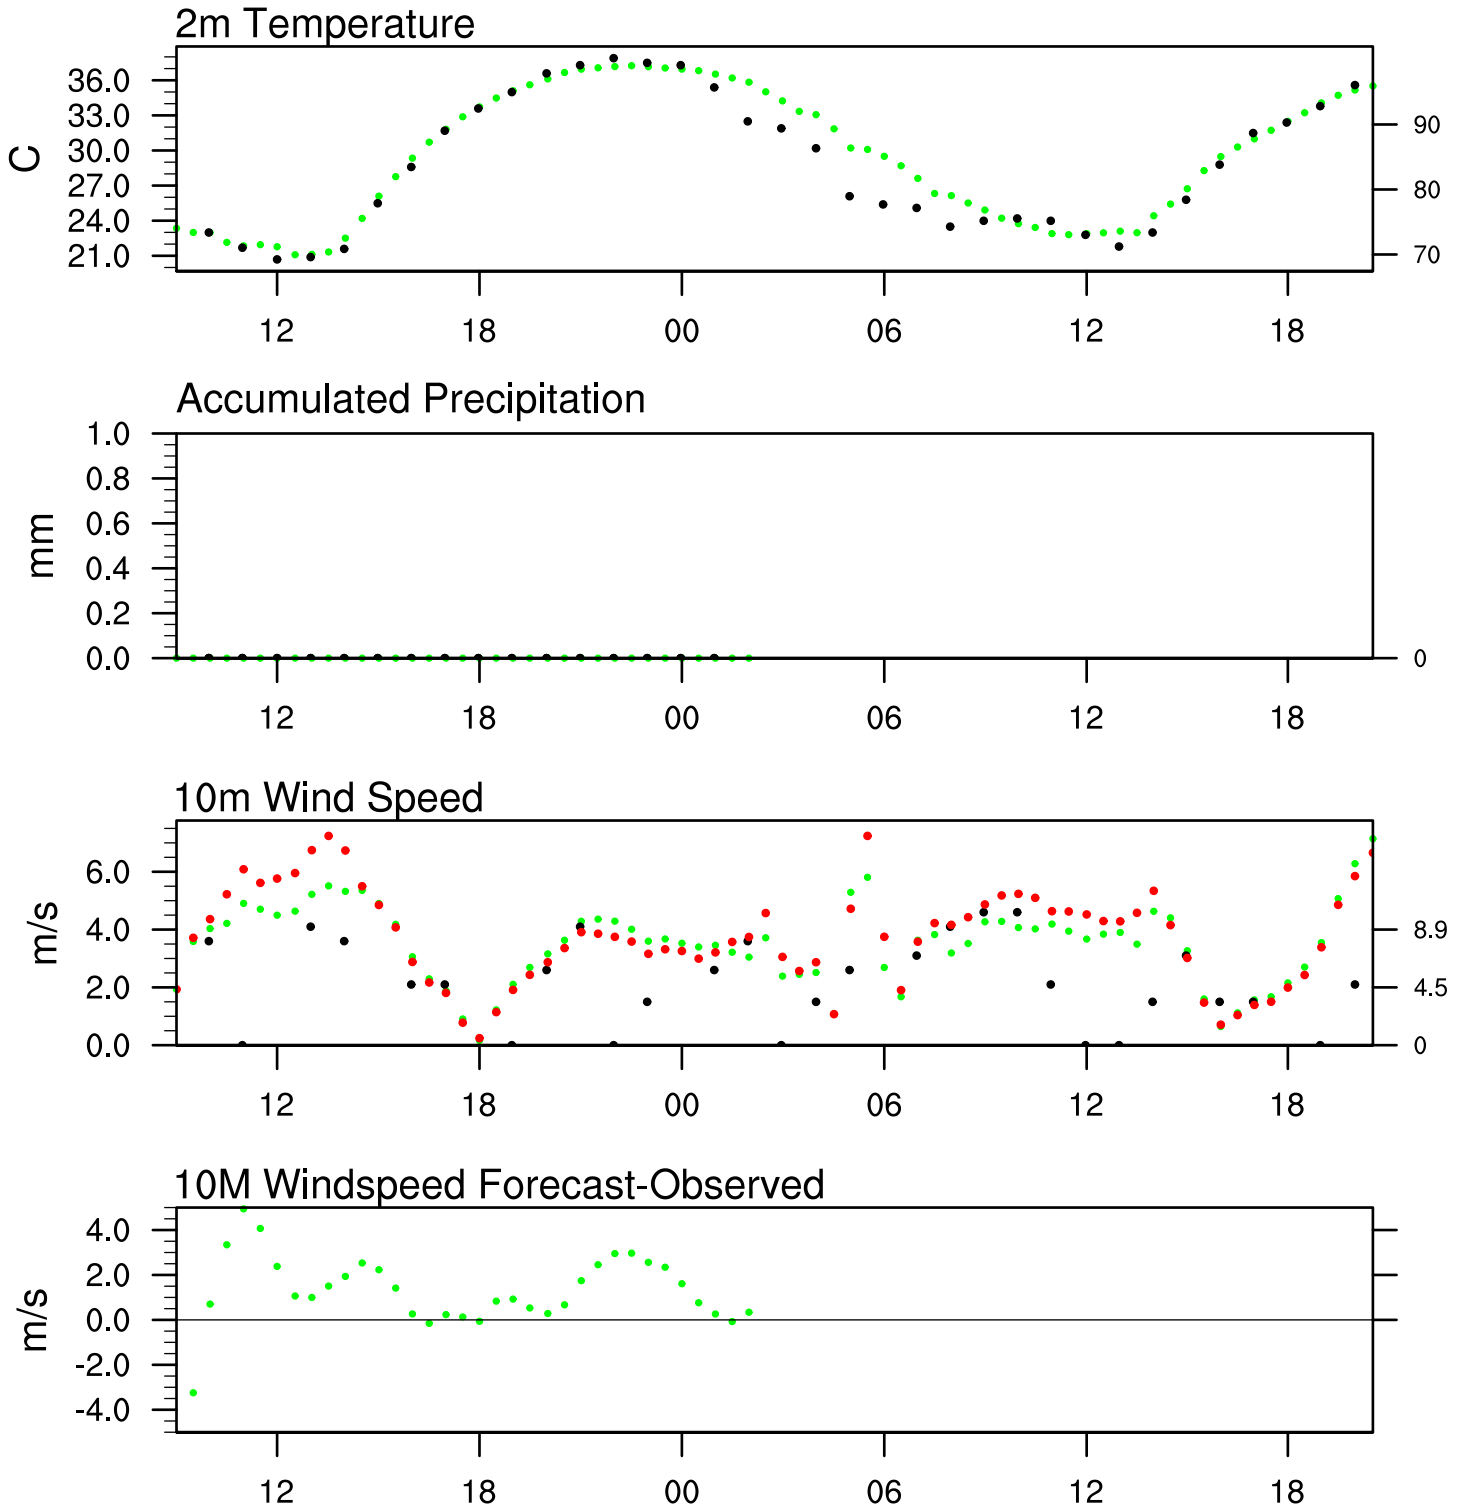 2m Temperature
36.0
33.0
30.0
27.0
24.0
21.0
C
90
80
70
12 18 00 06 12 18
Accumulated Precipitation
1.0
0.8
0.6
0.4
0.2
0.0
mm
0
12 18 00 06 12 18
10m Wind Speed
6.0
4.0
2.0
0.0
m/s
8.9
4.5
0
12 18 00 06 12 18
10M Windspeed Forecast-Observed
4.0
2.0
0.0
-2.0
-4.0
m/s
12 18 00 06 12 18